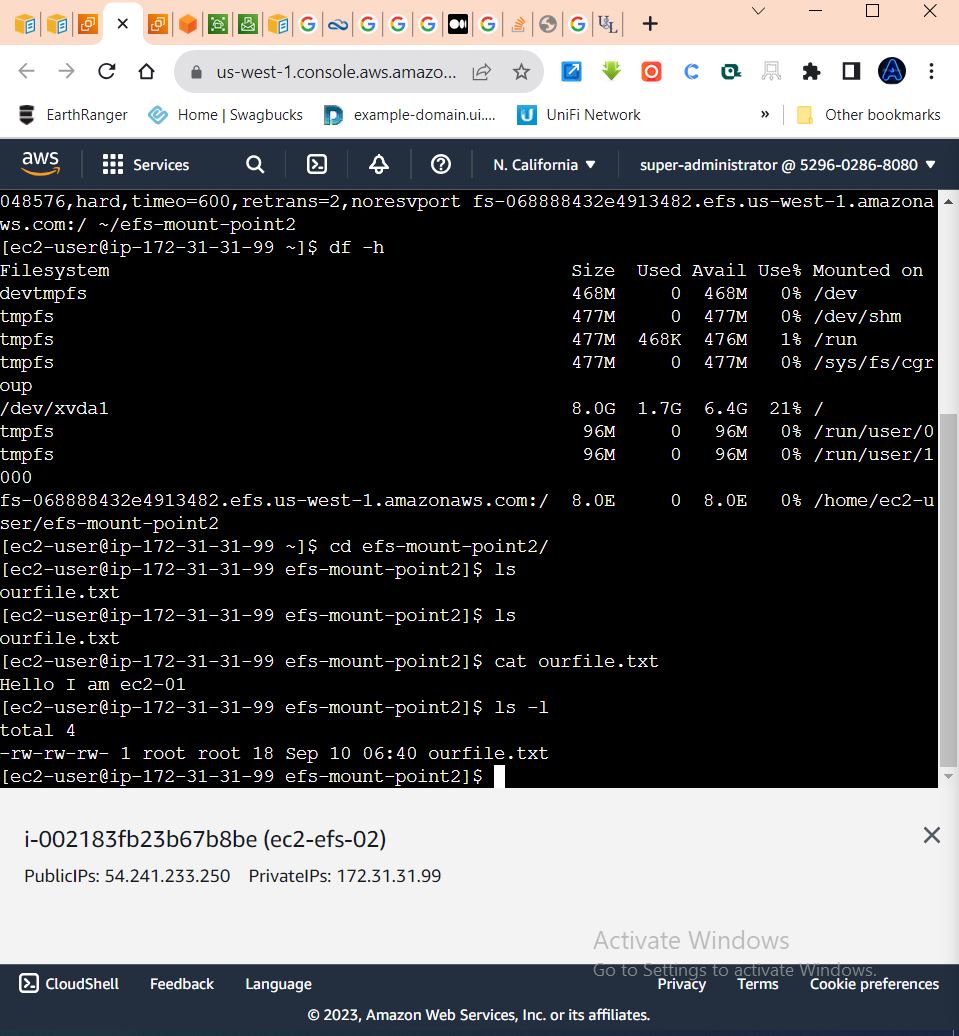 us-west-1.console.aws.amazo...
EarthRanger Home | Swagbucks example-domain.ui.... UniFi Network » Other bookmarks
aws Services N. California ▼ super-administrator @ 5296-0286-8080 ▼
048576,hard,timeo=600,retrans=2,noresvport fs-068888432e4913482.efs.us-west-1.amazona
ws.com:/ ~/efs-mount-point2
[ec2-user@ip-172-31-31-99 ~]$ df -h
Filesystem Size Used Avail Use% Mounted on
devtmpfs 468M 0 468M 0% /dev
tmpfs 477M 0 477M 0% /dev/shm
tmpfs 477M 468K 476M 1% /run
tmpfs 477M 0 477M 0% /sys/fs/cgr
oup
/dev/xvda1 8.0G 1.7G 6.4G 21% /
tmpfs 96M 0 96M 0% /run/user/0
tmpfs 96M 0 96M 0% /run/user/1
000
fs-068888432e4913482.efs.us-west-1.amazonaws.com:/ 8.0E 0 8.0E 0% /home/ec2-u
ser/efs-mount-point2
[ec2-user@ip-172-31-31-99 ~]$ cd efs-mount-point2/
[ec2-user@ip-172-31-31-99 efs-mount-point2]$ ls
ourfile.txt
[ec2-user@ip-172-31-31-99 efs-mount-point2]$ ls
ourfile.txt
[ec2-user@ip-172-31-31-99 efs-mount-point2]$ cat ourfile.txt
Hello I am ec2-01
[ec2-user@ip-172-31-31-99 efs-mount-point2]$ ls -l
total 4
-rw-rw-rw- 1 root root 18 Sep 10 06:40 ourfile.txt
[ec2-user@ip-172-31-31-99 efs-mount-point2]$
i-002183fb23b67b8be (ec2-efs-02)
PublicIPs: 54.241.233.250 PrivateIPs: 172.31.31.99
Activate Windows
Go to Settings to activate Windows.
CloudShell Feedback Language Privacy Terms Cookie preferences
© 2023, Amazon Web Services, Inc. or its affiliates.